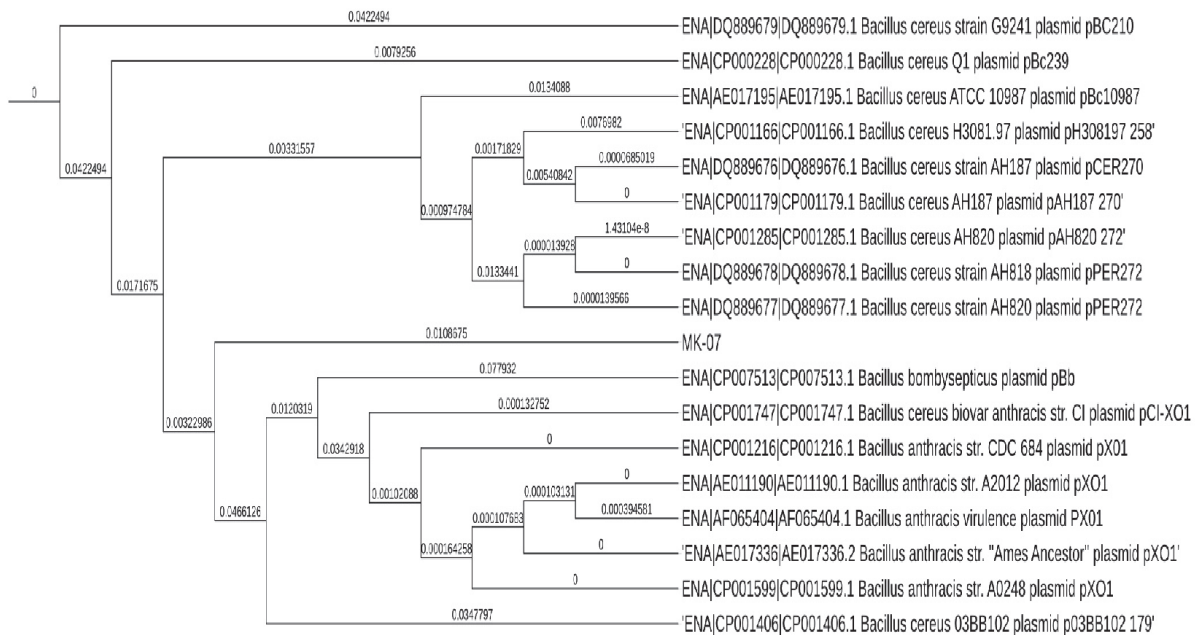 0.0422494
ENA|DQ889679|DQ889679.1 Bacillus cereus strain G9241 plasmid pBC210
0.0079256
ENA|CP000228|CP000228.1 Bacillus cereus Q1 plasmid pBc239
0
0.0134088
ENA|AE017195|AE017195.1 Bacillus cereus ATCC 10987 plasmid pBc10987
0.0076982
'ENA|CP001166|CP001166.1 Bacillus cereus H3081.97 plasmid pH308197 258'
0.00331557
0.00171829
0.0000685019
ENA|DQ889676|DQ889676.1 Bacillus cereus strain AH187 plasmid pCER270
0.0422494
0.00540842
0
'ENA|CP001179|CP001179.1 Bacillus cereus AH187 plasmid pAH187 270'
0.000974784
1.43104e-8
'ENA|CP001285|CP001285.1 Bacillus cereus AH820 plasmid pAH820 272'
0.000013928
0
ENA|DQ889678|DQ889678.1 Bacillus cereus strain AH818 plasmid pPER272
0.0133441
0.0171675
0.0000139566
ENA|DQ889677|DQ889677.1 Bacillus cereus strain AH820 plasmid pPER272
0.0108675
MK-07
0.077932
ENA|CP007513|CP007513.1 Bacillus bombysepticus plasmid pBb
0.0120319
0.000132752
ENA|CP001747|CP001747.1 Bacillus cereus biovar anthracis str. CI plasmid pCI-XO1
0.00322986
0.0342918
0
ENA|CP001216|CP001216.1 Bacillus anthracis str. CDC 684 plasmid pX01
0.00102088
0
ENA|AE011190|AE011190.1 Bacillus anthracis str. A2012 plasmid pXO1
0.000103131
0.0466126
0.000107663
0.000394581
ENA|AF065404|AF065404.1 Bacillus anthracis virulence plasmid PX01
0.000164258
0
'ENA|AE017336|AE017336.2 Bacillus anthracis str. "Ames Ancestor" plasmid pXO1'
0
ENA|CP001599|CP001599.1 Bacillus anthracis str. A0248 plasmid pXO1
0.0347797
'ENA|CP001406|CP001406.1 Bacillus cereus 03BB102 plasmid p03BB102 179'